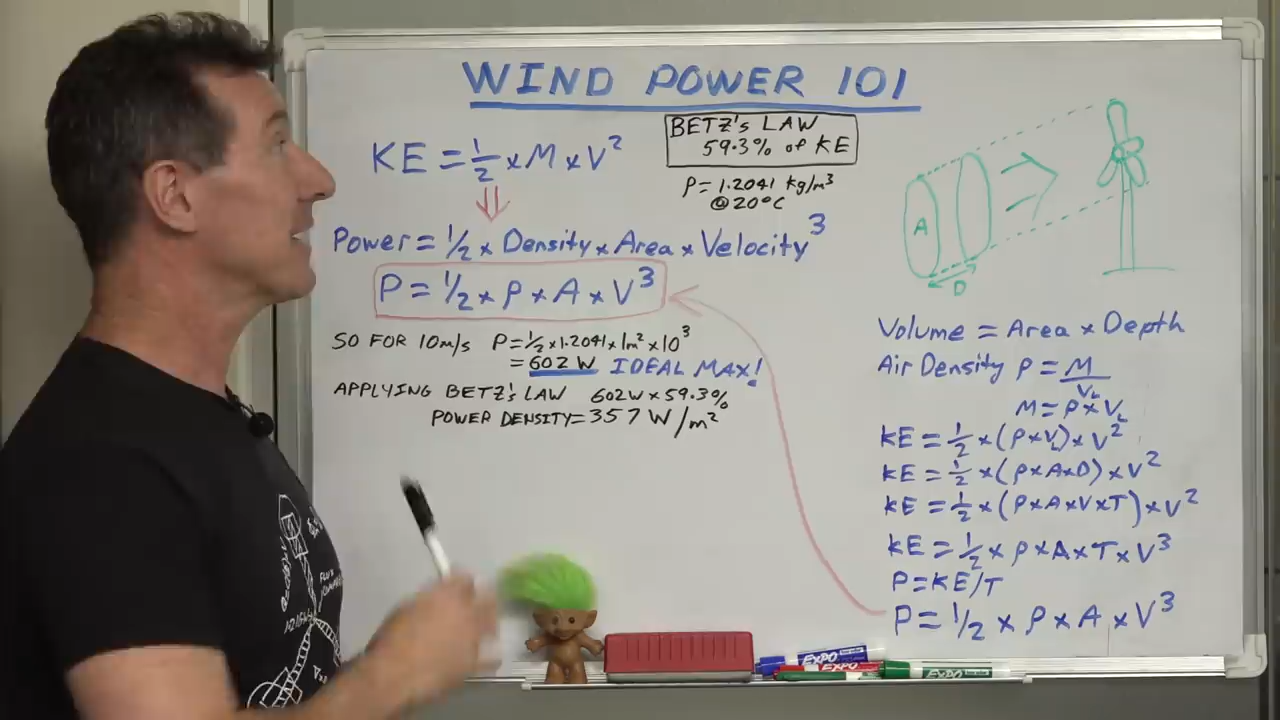 WIND POWER 101
BETZ's LAW
59.3% of KE
KE = 1/2 × M × V²
ρ = 1.2041 kg/m³
@ 20°C
Power = 1/2 × Density × Area × Velocity³
P = 1/2 × ρ × A × V³
SO FOR 10m/s P = 1/2 × 1.2041 × 1m² × 10³
= 602 W IDEAL MAX!
APPLYING BETZ's LAW 602W × 59.3%
POWER DENSITY = 357 W/m²
A
D
Volume = Area × Depth
Air Density ρ = M/VL
M = ρ × VL
KE = 1/2 × (ρ × VL) × V²
KE = 1/2 × (ρ × A × D) × V²
KE = 1/2 × (ρ × A × V × T) × V²
KE = 1/2 × ρ × A × T × V³
P = KE/T
P = 1/2 × ρ × A × V³
EXPO
EXPO
EXPO